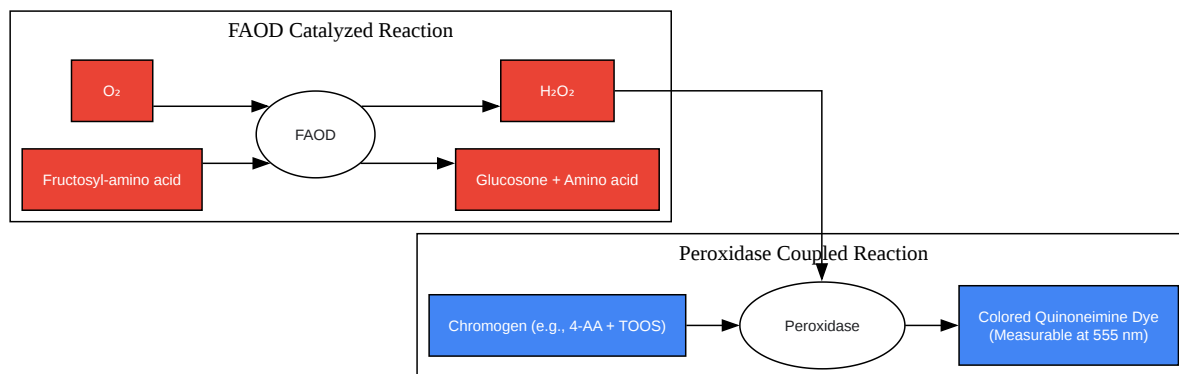 FAOD Catalyzed Reaction
O₂
H₂O₂
FAOD
Fructosyl-amino acid
Glucosone + Amino acid
Peroxidase Coupled Reaction
Chromogen (e.g., 4-AA + TOOS)
Peroxidase
Colored Quinoneimine Dye
(Measurable at 555 nm)